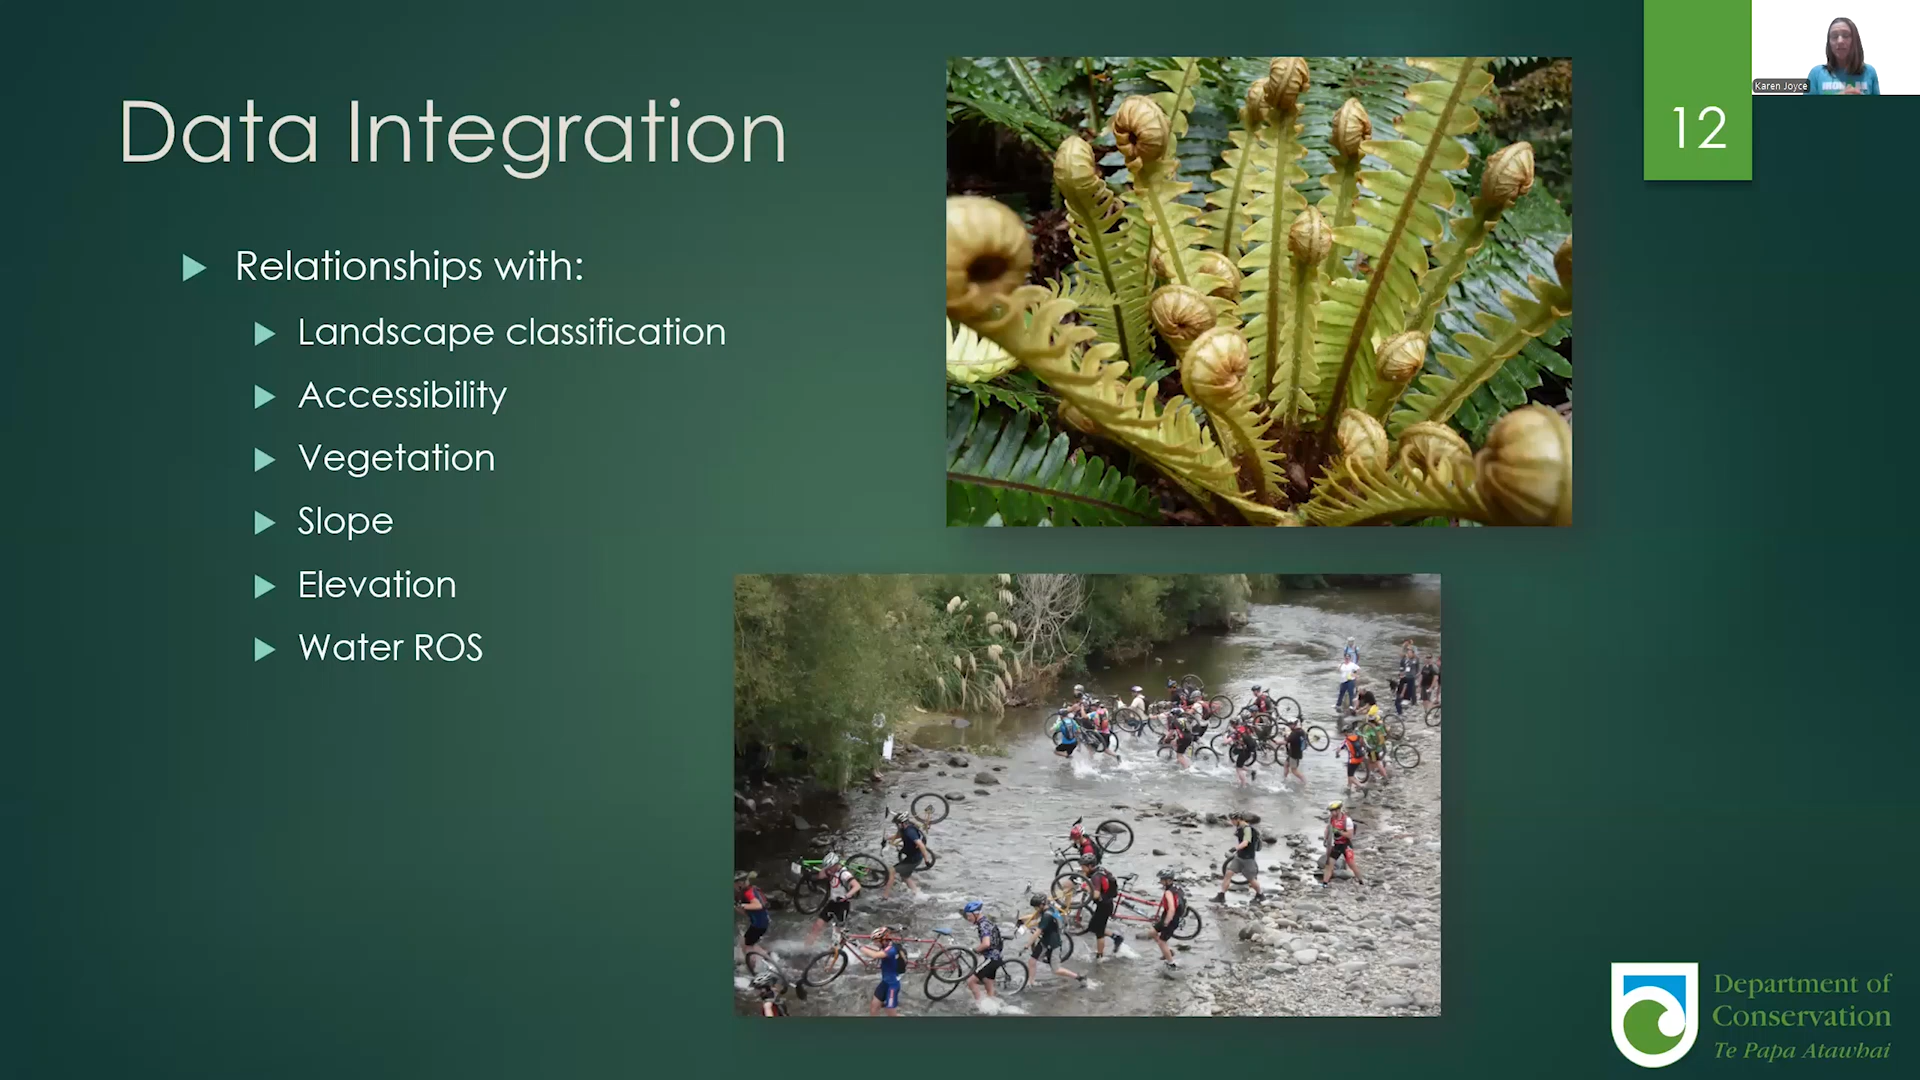 Data Integration
Relationships with:
Landscape classification
Accessibility
Vegetation
Slope
Elevation
Water ROS
12
Karen Joyce
Department of
Conservation
Te Papa Atawhai